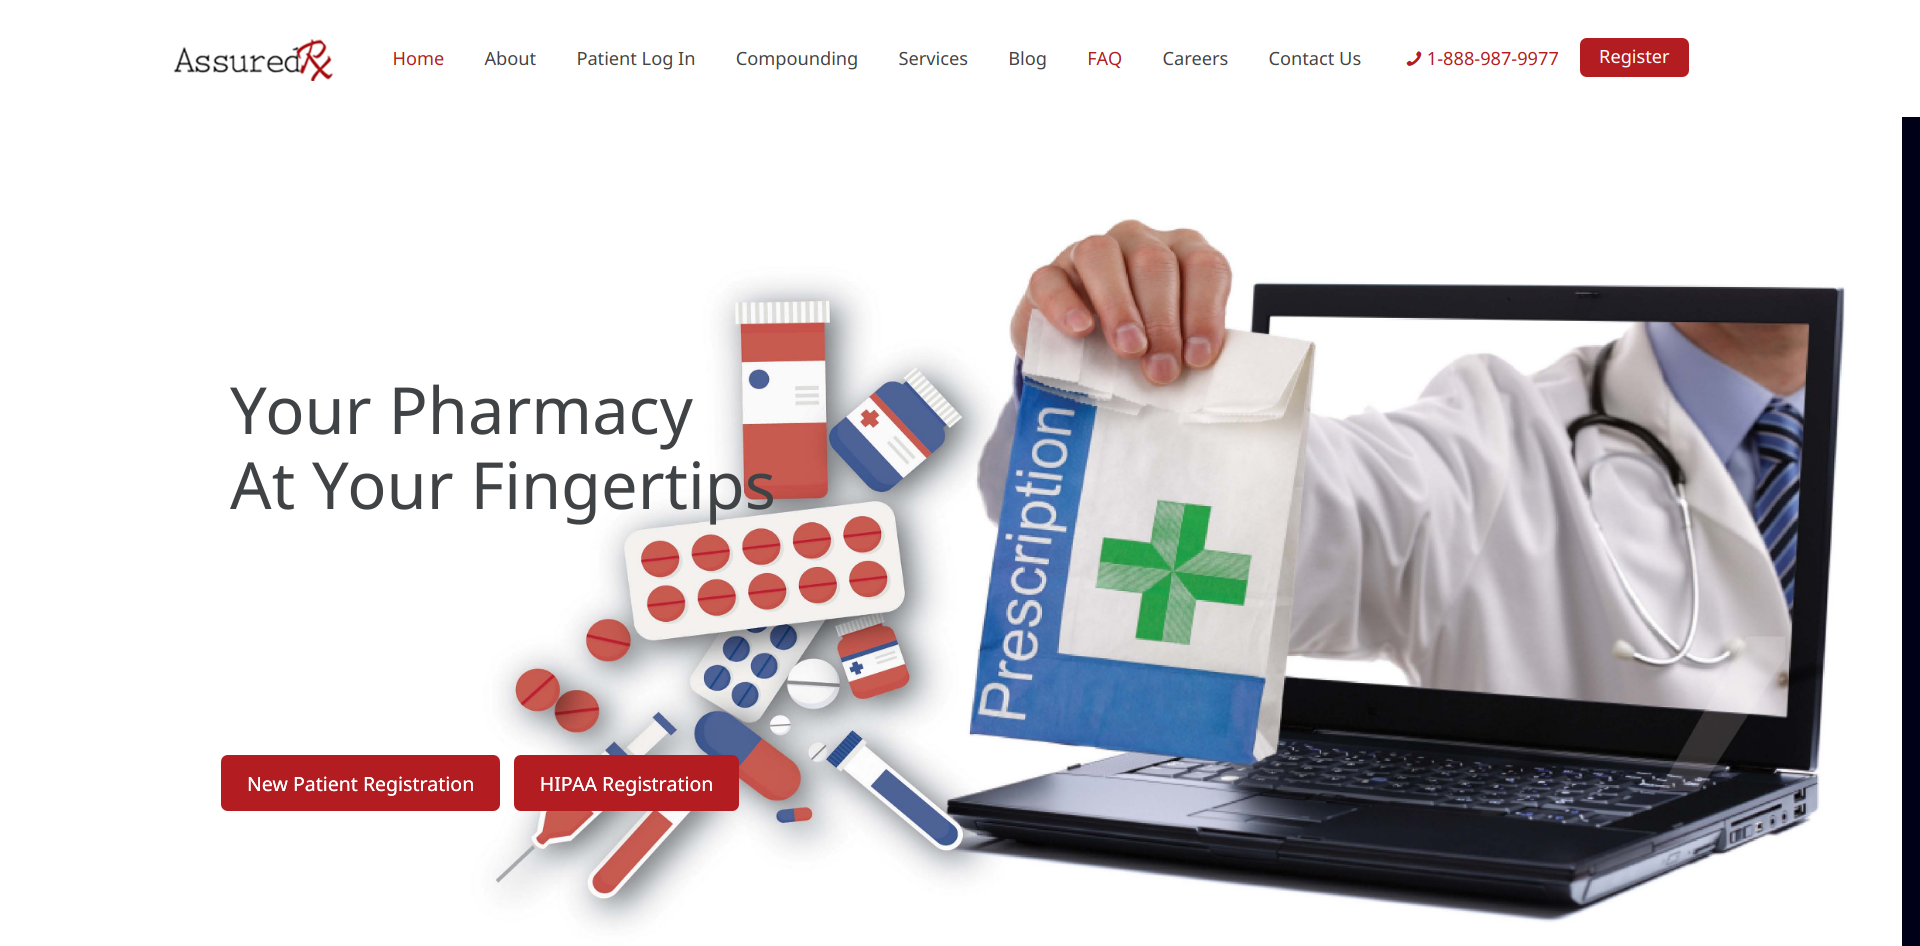 AssuredRx
Home
About
Patient Log In
Compounding
Services
Blog
FAQ
Careers
Contact Us
1-888-987-9977
Register
Your Pharmacy
At Your Fingertips
Prescription
New Patient Registration
HIPAA Registration